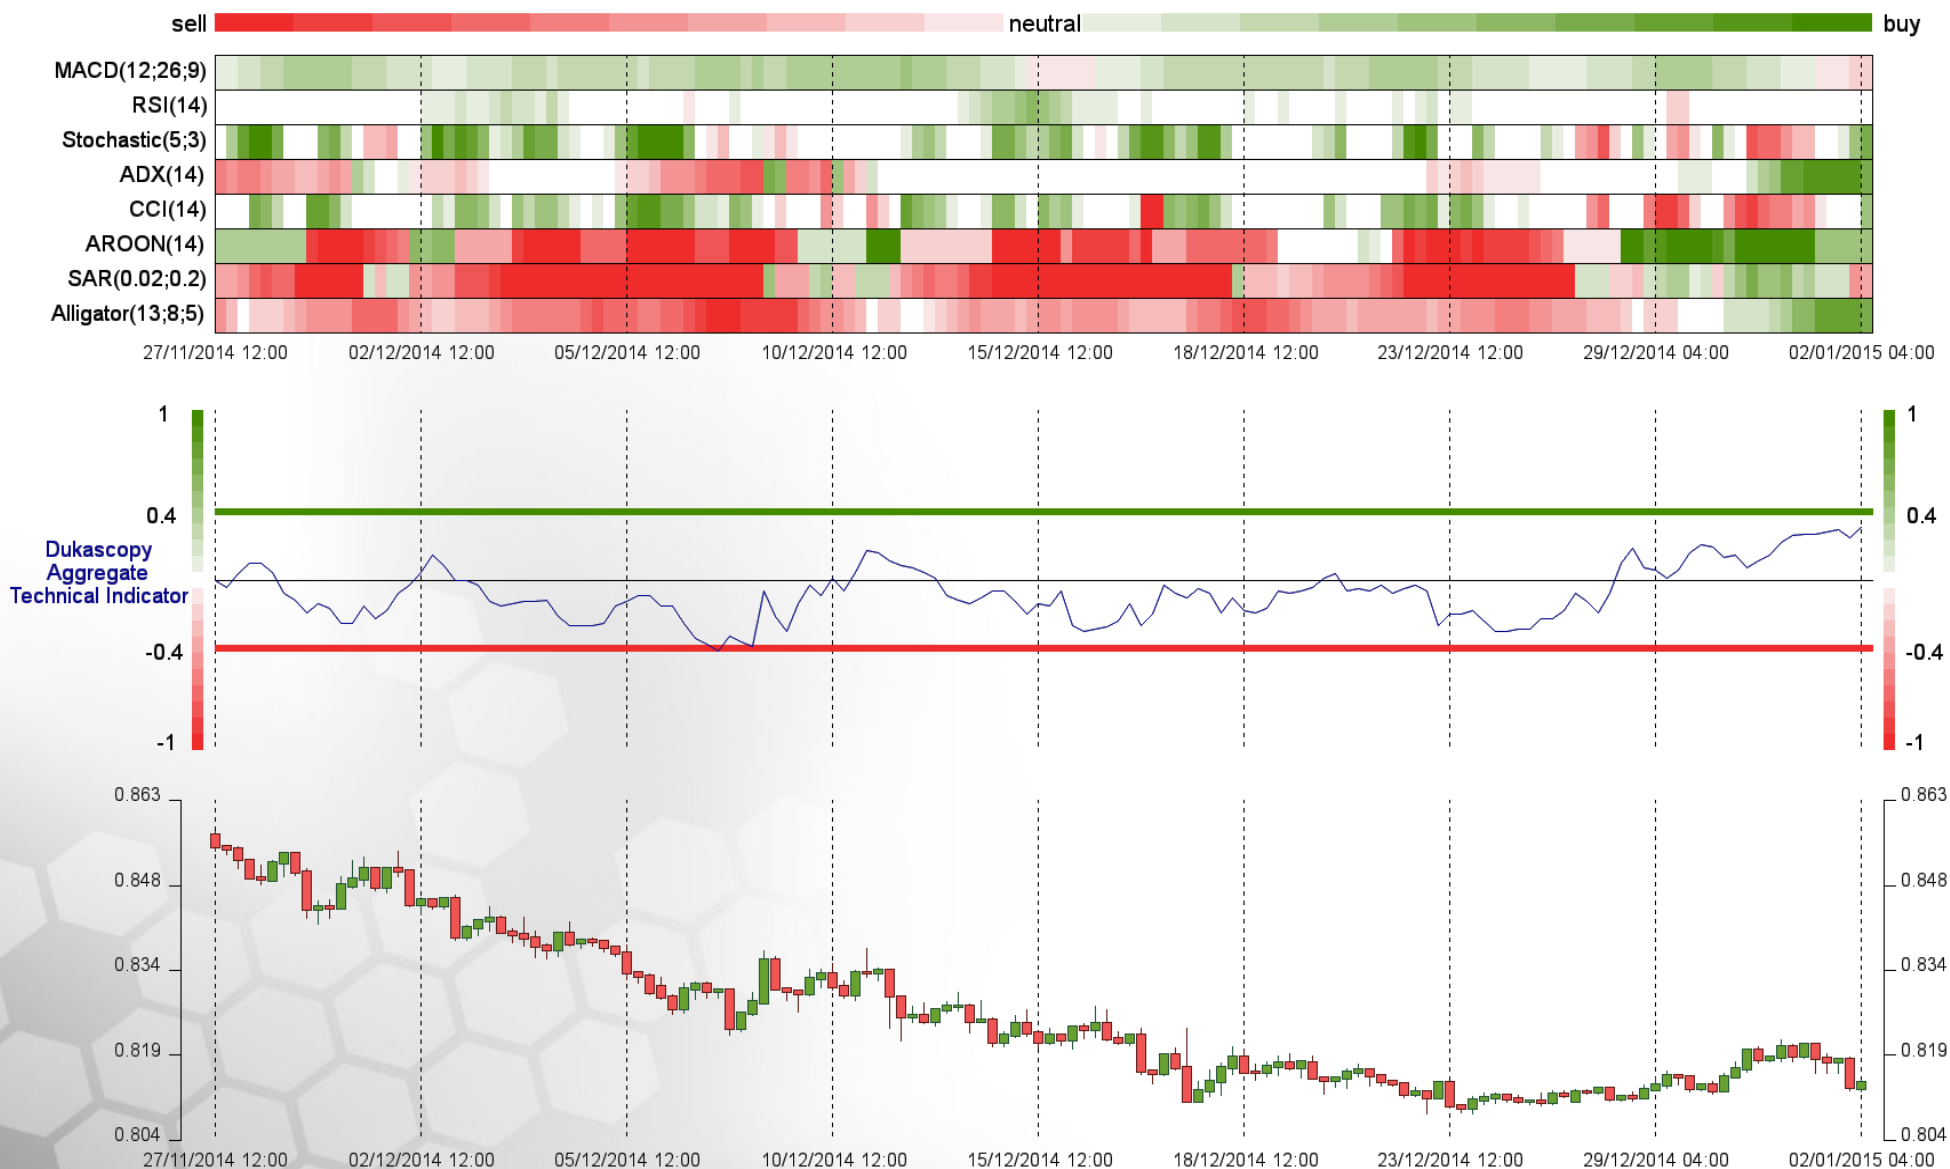 sell neutral buy
MACD(12;26;9)
RSI(14)
Stochastic(5;3)
ADX(14)
CCI(14)
AROON(14)
SAR(0.02;0.2)
Alligator(13;8;5)
27/11/2014 12:00 02/12/2014 12:00 05/12/2014 12:00 10/12/2014 12:00 15/12/2014 12:00 18/12/2014 12:00 23/12/2014 12:00 29/12/2014 04:00 02/01/2015 04:00
1 1
0.4 0.4
Dukascopy
Aggregate
Technical Indicator
-0.4 -0.4
-1 -1
0.863 0.863
0.848 0.848
0.834 0.834
0.819 0.819
0.804 0.804
27/11/2014 12:00 02/12/2014 12:00 05/12/2014 12:00 10/12/2014 12:00 15/12/2014 12:00 18/12/2014 12:00 23/12/2014 12:00 29/12/2014 04:00 02/01/2015 04:00